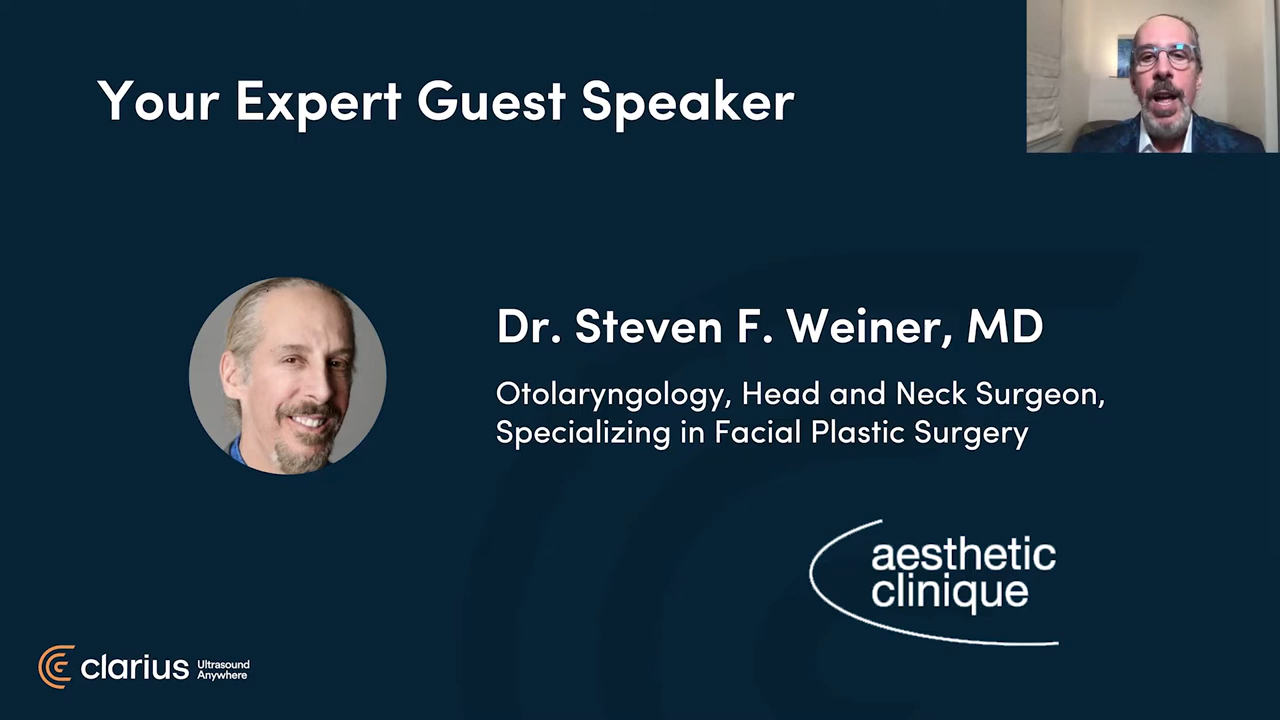 Your Expert Guest Speaker
Dr. Steven F. Weiner, MD
Otolaryngology, Head and Neck Surgeon,
Specializing in Facial Plastic Surgery
aesthetic
clinique
clarius
Ultrasound
Anywhere